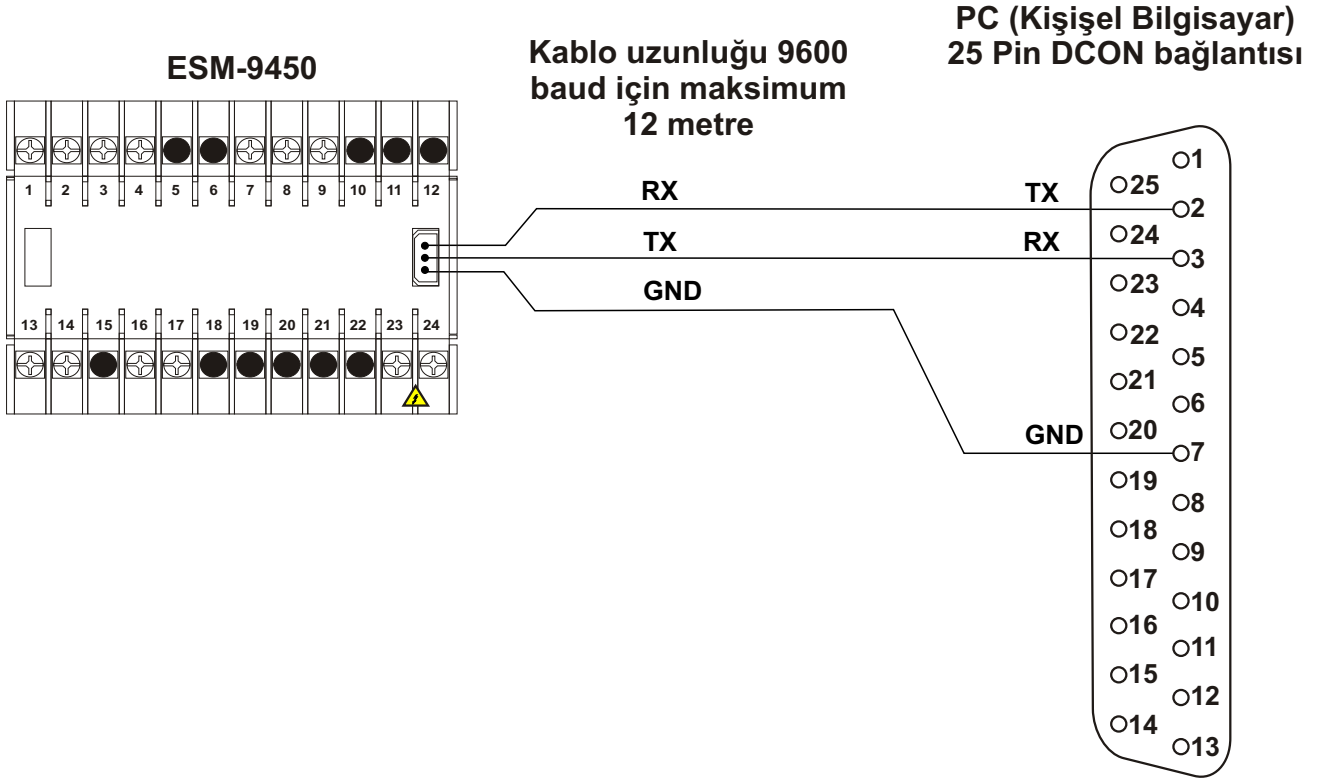 PC (Kişisel Bilgisayar)
25 Pin DCON bağlantısı
Kablo uzunluğu 9600
baud için maksimum
12 metre
ESM-9450
1 2 3 4 5 6 7 8 9 10 11 12
13 14 15 16 17 18 19 20 21 22 23 24
RX
TX
TX
RX
GND
GND
1
25
2
24
3
23
4
22
5
21
6
20
7
19
8
18
9
17
10
16
11
15
12
14
13